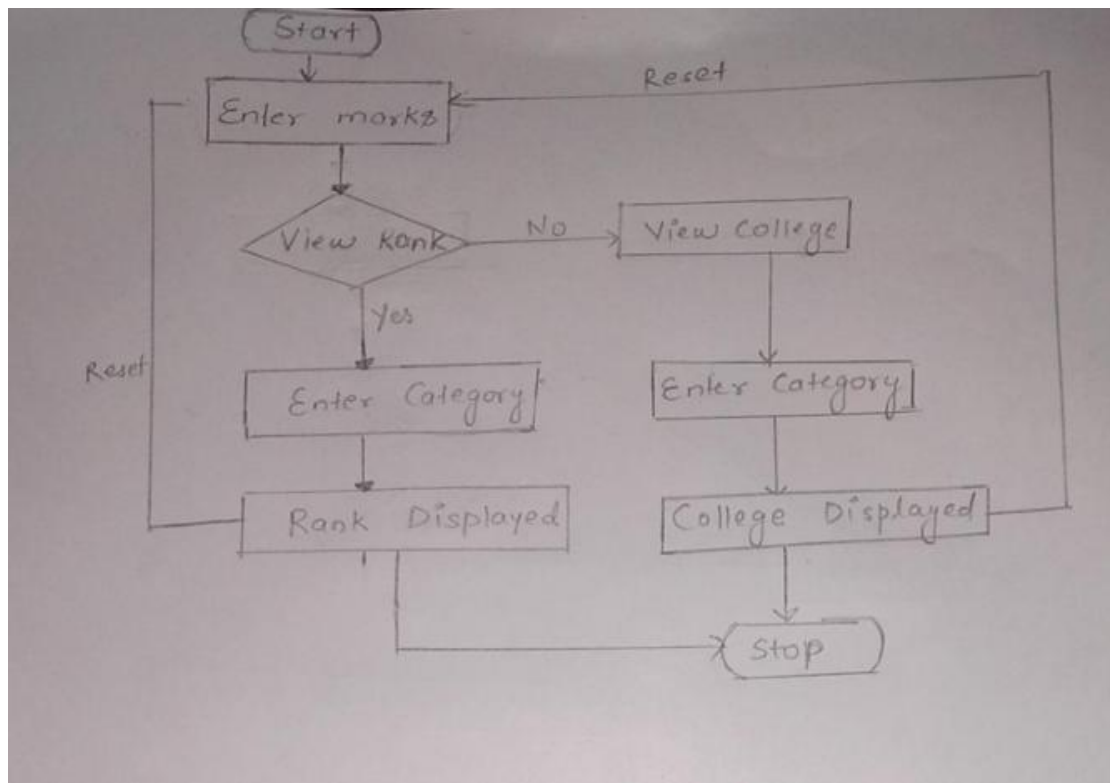 Start
Reset
Enter marks
View Rank
No
View College
Yes
Reset
Enter Category
Enter Category
Rank Displayed
College Displayed
Stop